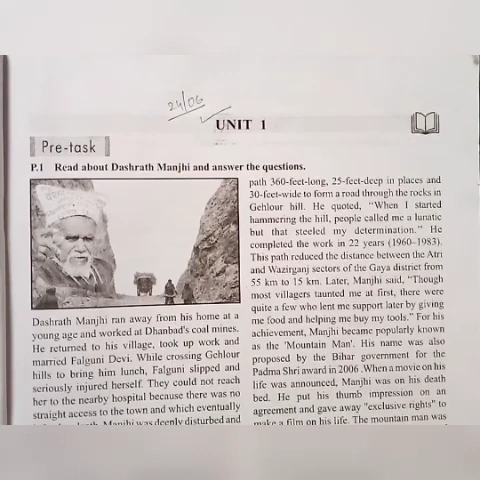 24/06
UNIT 1
Pre-task
P.1 Read about Dashrath Manjhi and answer the questions.
Dashrath Manjhi ran away from his home at a
young age and worked at Dhanbad's coal mines.
He returned to his village, took up work and
married Falguni Devi. While crossing Gehlour
hills to bring him lunch, Falguni slipped and
seriously injured herself. They could not reach
her to the nearby hospital because there was no
straight access to the town and which eventually
Manjhi was deeply disturbed and
path 360-feet-long, 25-feet-deep in places and
30-feet-wide to form a road through the rocks in
Gehlour hill. He quoted, “When I started
hammering the hill, people called me a lunatic
but that steeled my determination.” He
completed the work in 22 years (1960–1983).
This path reduced the distance between the Atri
and Wazirganj sectors of the Gaya district from
55 km to 15 km. Later, Manjhi said, “Though
most villagers taunted me at first, there were
quite a few who lent me support later by giving
me food and helping me buy my tools.” For his
achievement, Manjhi became popularly known
as the 'Mountain Man'. His name was also
proposed by the Bihar government for the
Padma Shri award in 2006 .When a movie on his
life was announced, Manjhi was on his death
bed. He put his thumb impression on an
agreement and gave away "exclusive rights" to
make a film on his life. The mountain man was